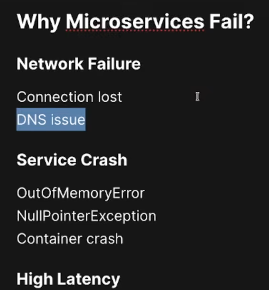 Why Microservices Fail?
Network Failure
Connection lost
DNS issue
Service Crash
OutOfMemoryError
NullPointerException
Container crash
High Latency